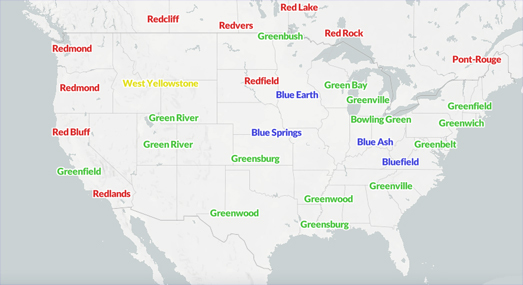 Red Lake
Redcliff
Redvers
Red Rock
Greenbush
Redmond
Pont-Rouge
Redmond
West Yellowstone
Redfield
Green Bay
Blue Earth
Greenville
Greenfield
Green River
Bowling Green
Greenwich
Red Bluff
Blue Springs
Green River
Blue Ash
Greenbelt
Greensburg
Bluefield
Greenfield
Greenville
Redlands
Greenwood
Greenwood
Greensburg